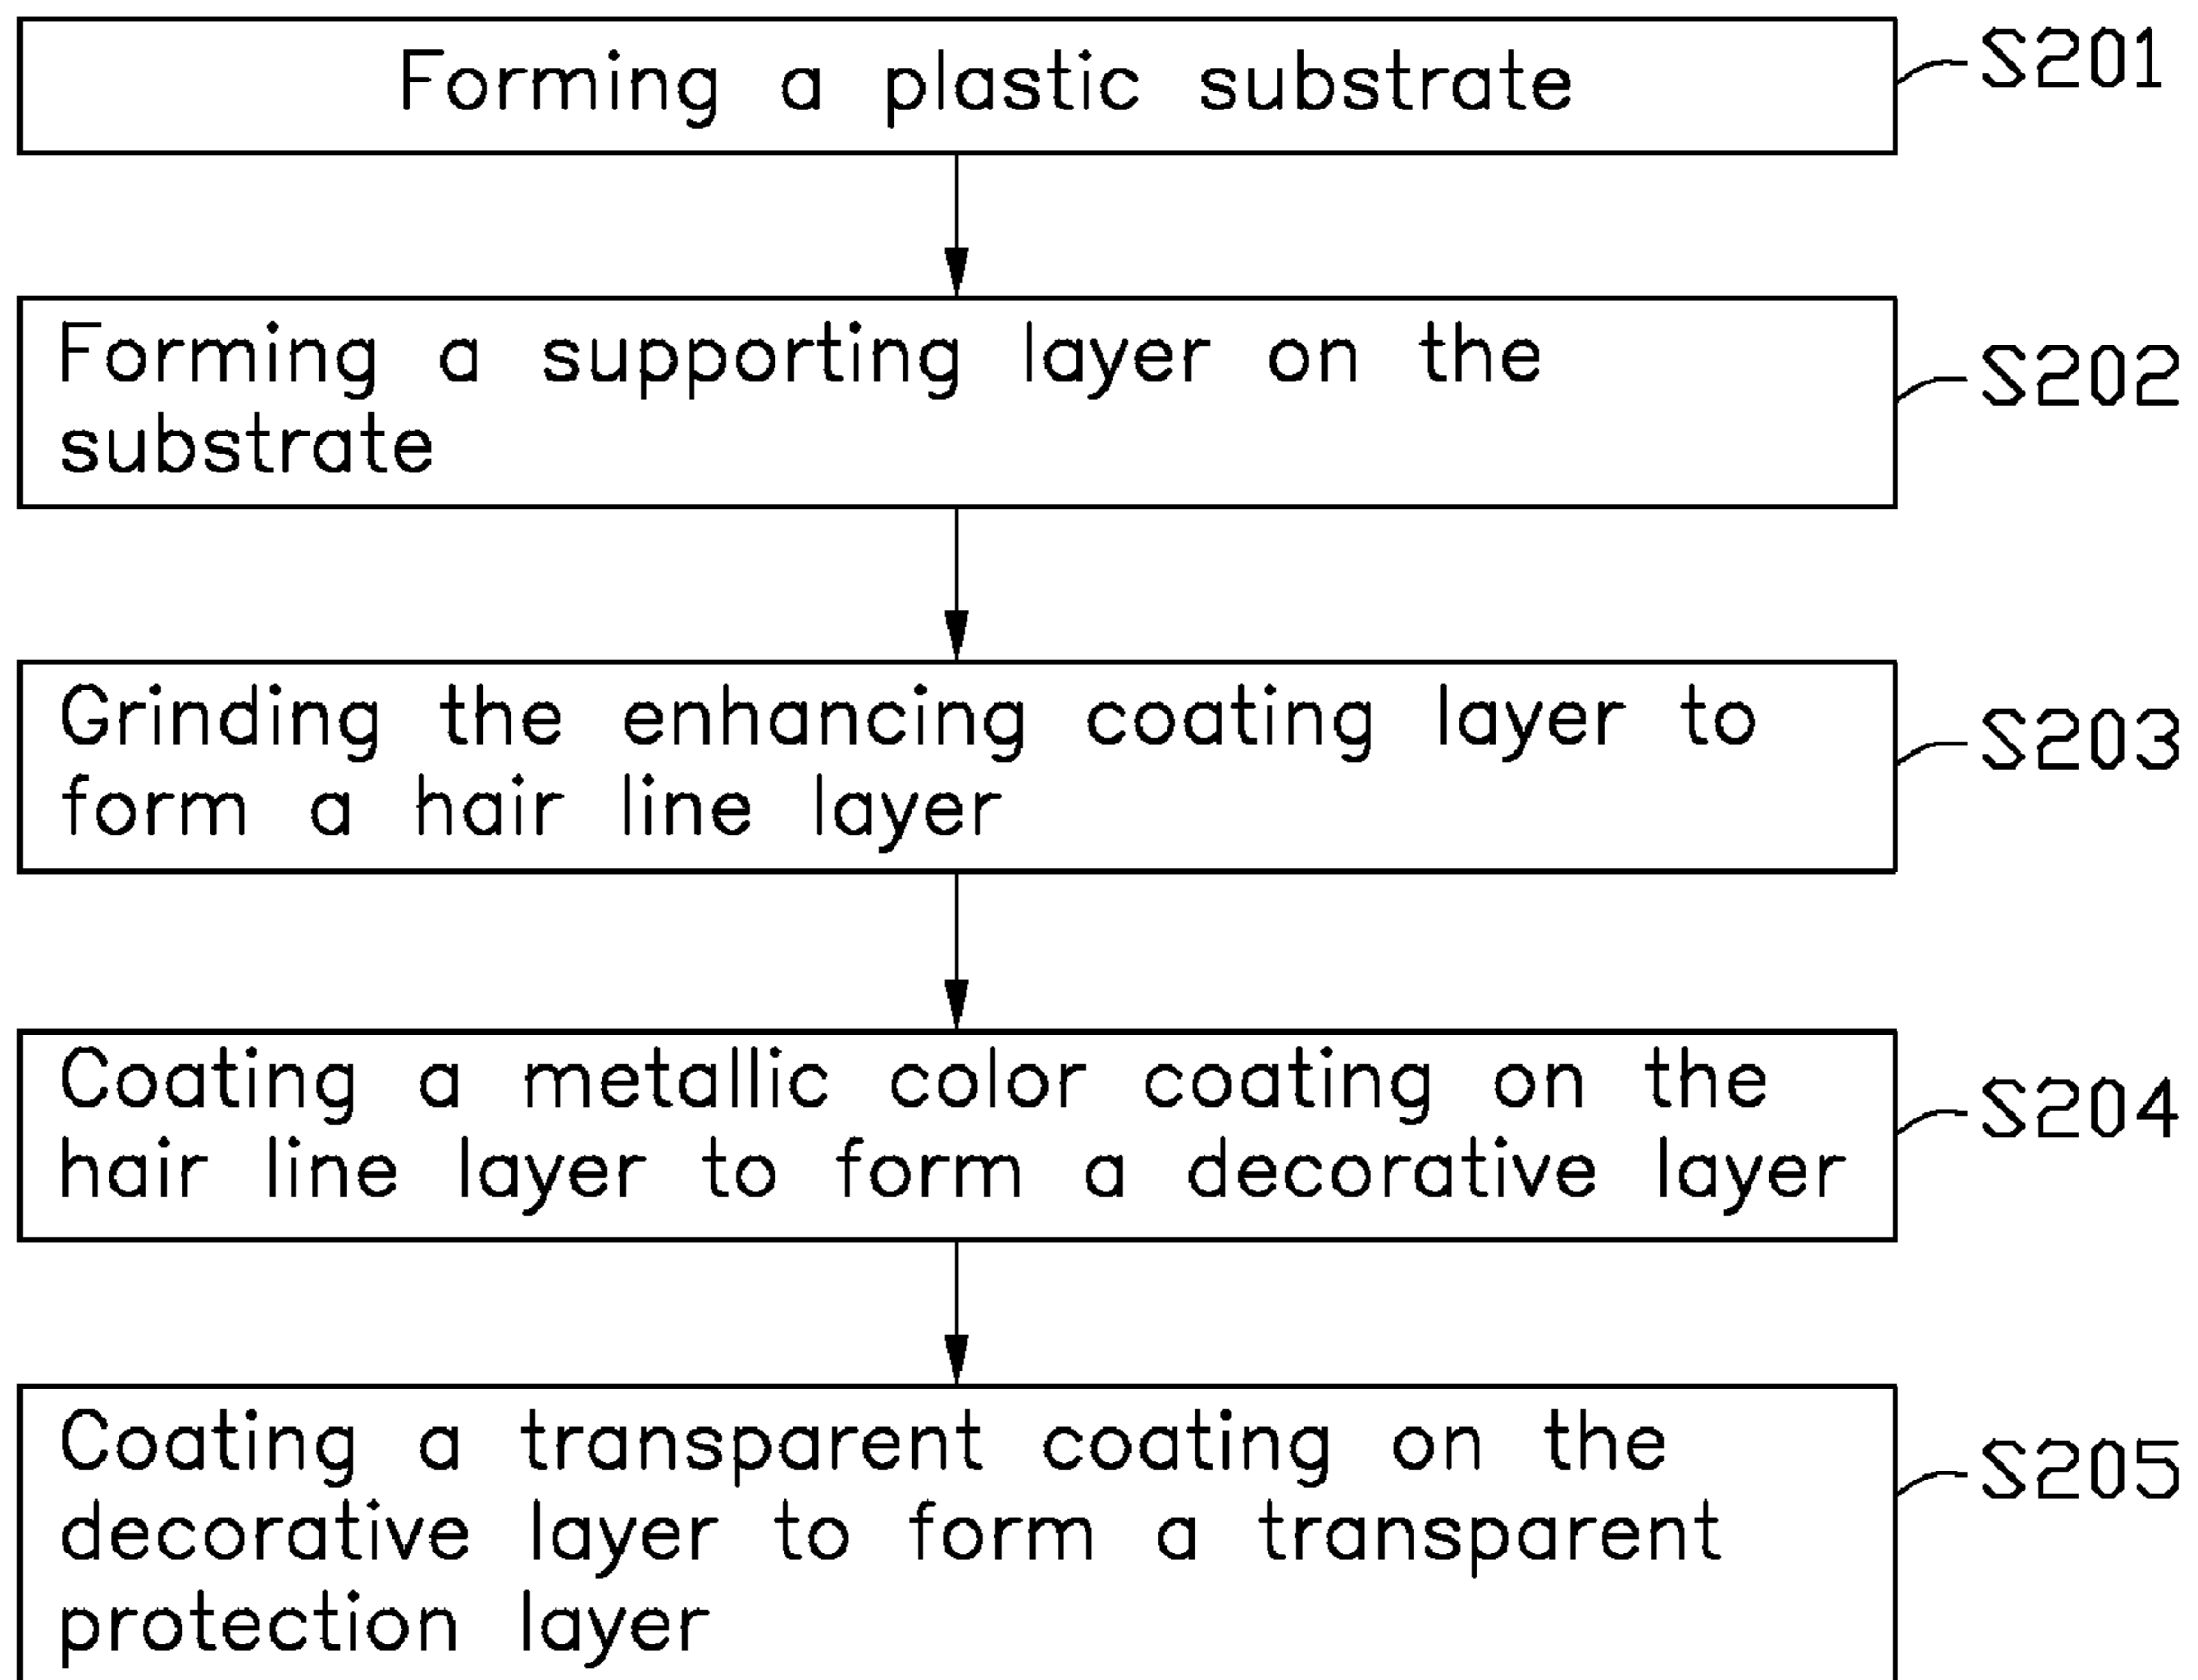 Forming a plastic substrate
S201
Forming a supporting layer on the
substrate
S202
Grinding the enhancing coating layer to
form a hair line layer
S203
Coating a metallic color coating on the
hair line layer to form a decorative layer
S204
Coating a transparent coating on the
decorative layer to form a transparent
protection layer
S205